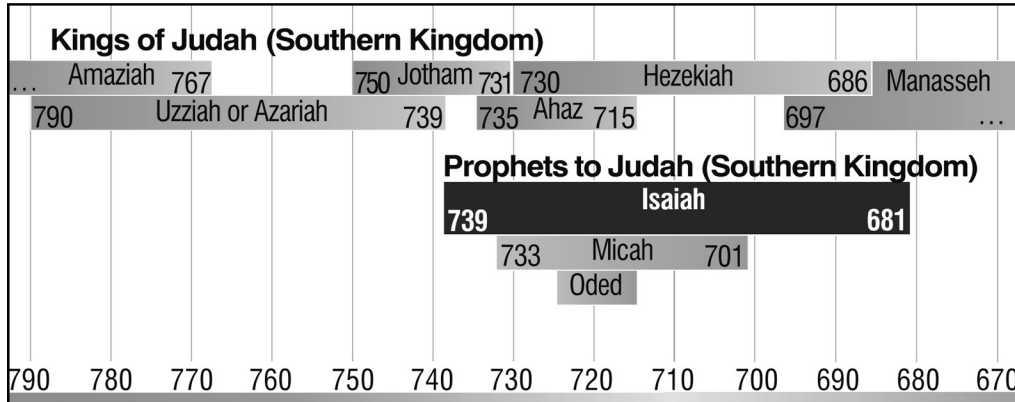 Kings of Judah (Southern Kingdom)
... Amaziah 767 750 Jotham 731 730 Hezekiah 686 Manasseh
790 Uzziah or Azariah 739 735 Ahaz 715 697 ...
Prophets to Judah (Southern Kingdom)
Isaiah
739 681
733 Micah 701
Oded
790 780 770 760 750 740 730 720 710 700 690 680 670